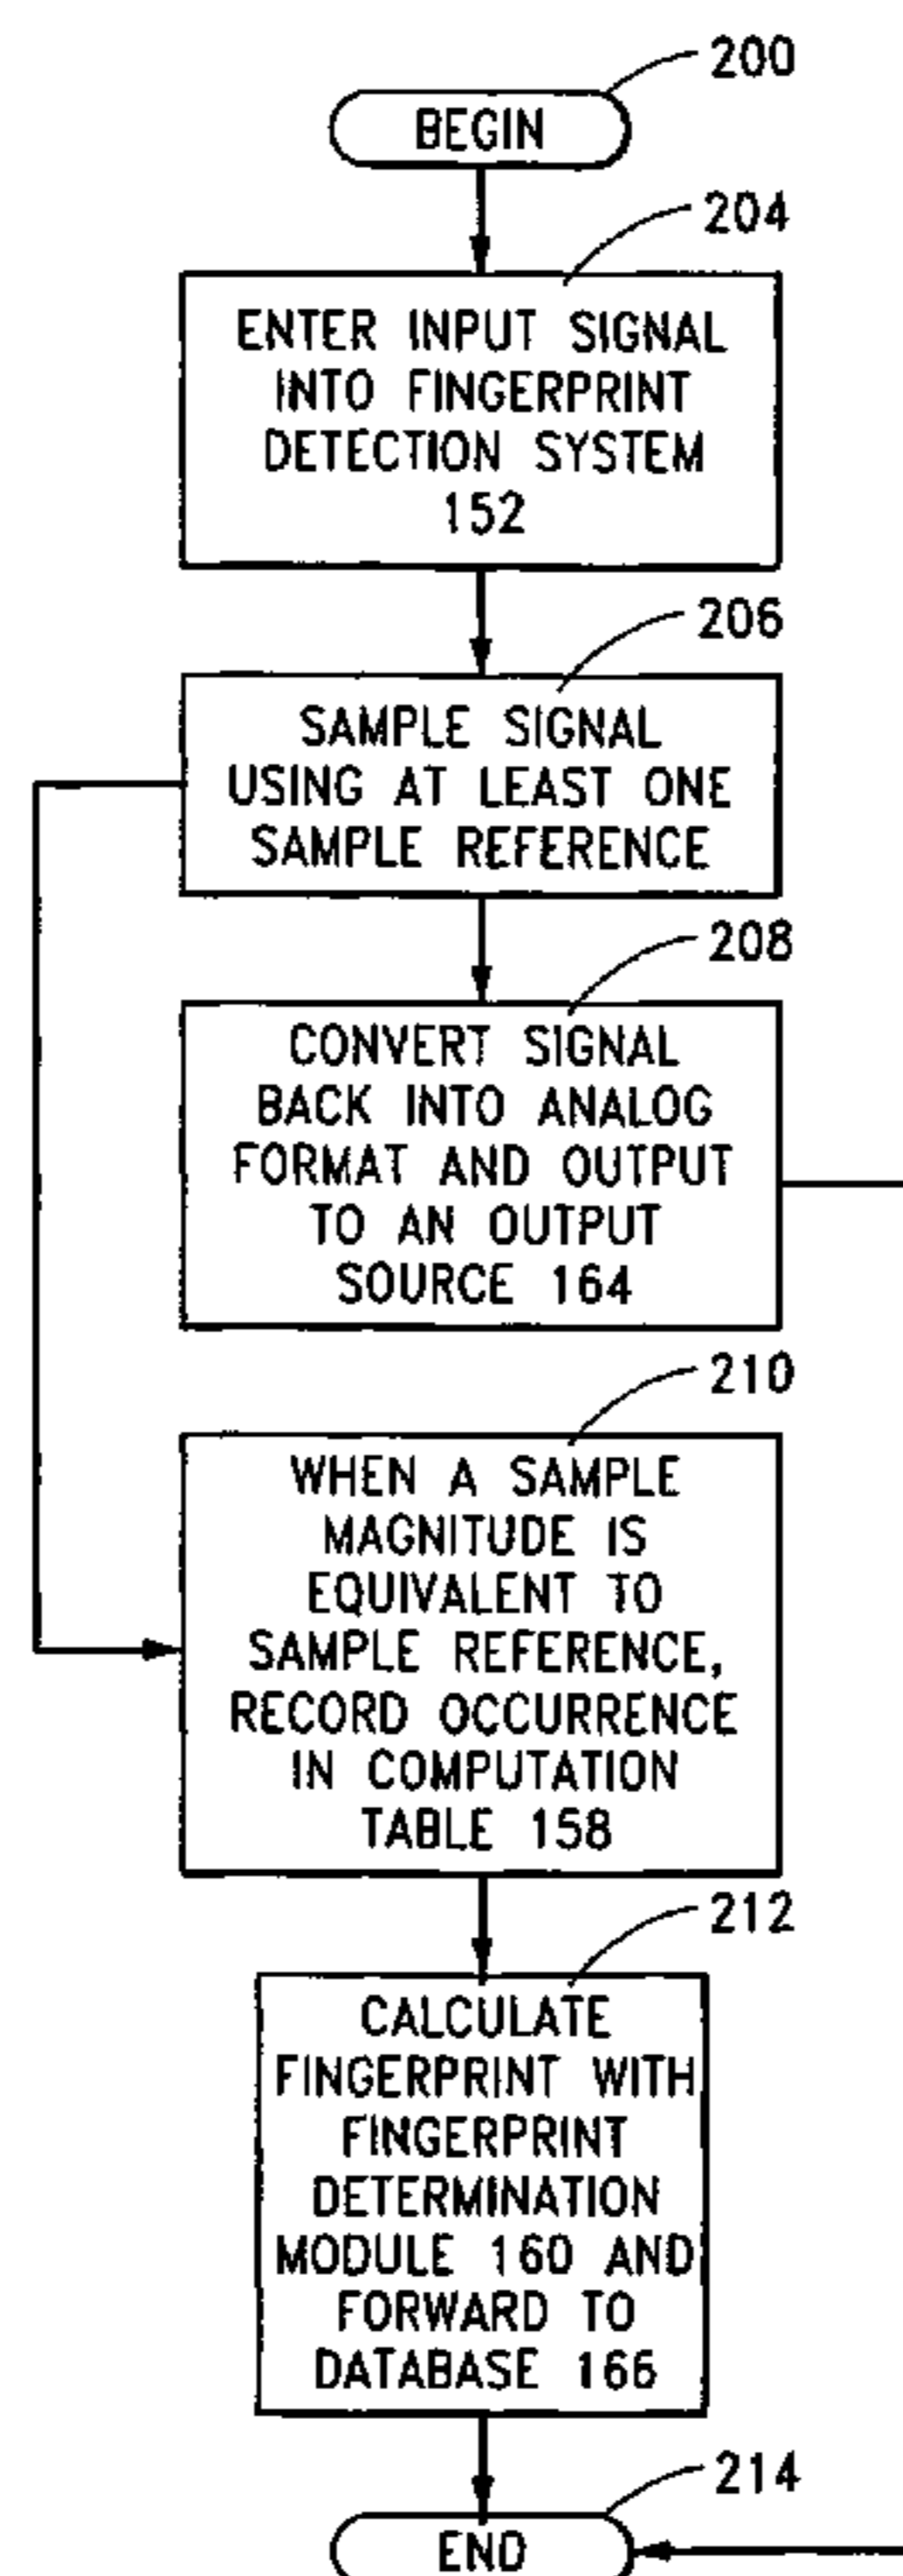 200
BEGIN
204
ENTER INPUT SIGNAL
INTO FINGERPRINT
DETECTION SYSTEM
152
206
SAMPLE SIGNAL
USING AT LEAST ONE
SAMPLE REFERENCE
208
CONVERT SIGNAL
BACK INTO ANALOG
FORMAT AND OUTPUT
TO AN OUTPUT
SOURCE 164
210
WHEN A SAMPLE
MAGNITUDE IS
EQUIVALENT TO
SAMPLE REFERENCE,
RECORD OCCURRENCE
IN COMPUTATION
TABLE 158
212
CALCULATE
FINGERPRINT WITH
FINGERPRINT
DETERMINATION
MODULE 160 AND
FORWARD TO
DATABASE 166
214
END